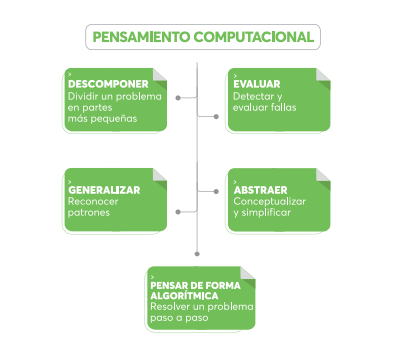 PENSAMIENTO COMPUTACIONAL
>
DESCOMPONER
Dividir un problema
en partes
más pequeñas
>
EVALUAR
Detectar y
evaluar fallas
>
GENERALIZAR
Reconocer
patrones
>
ABSTRAER
Conceptualizar
y simplificar
>
PENSAR DE FORMA
ALGORÍTMICA
Resolver un problema
paso a paso